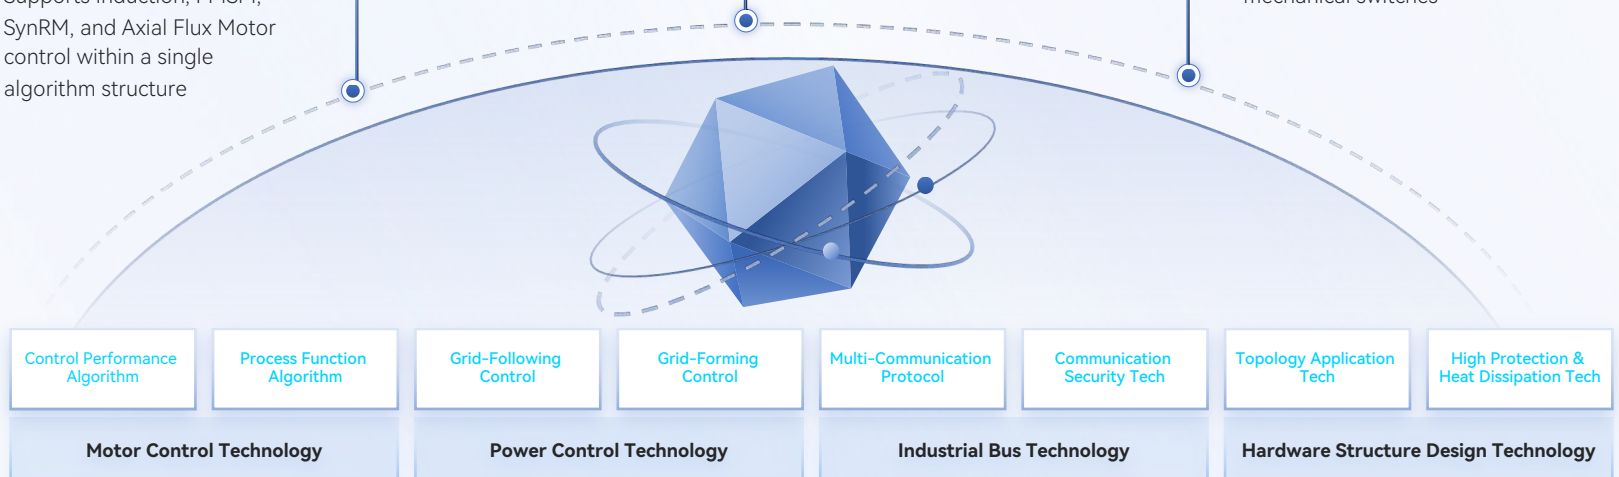 SynRM, and Axial Flux Motor
control within a single
algorithm structure
mechanical switches
Control Performance
Algorithm
Process Function
Algorithm
Grid-Following
Control
Grid-Forming
Control
Multi-Communication
Protocol
Communication
Security Tech
Topology Application
Tech
High Protection &
Heat Dissipation Tech
Motor Control Technology
Power Control Technology
Industrial Bus Technology
Hardware Structure Design Technology